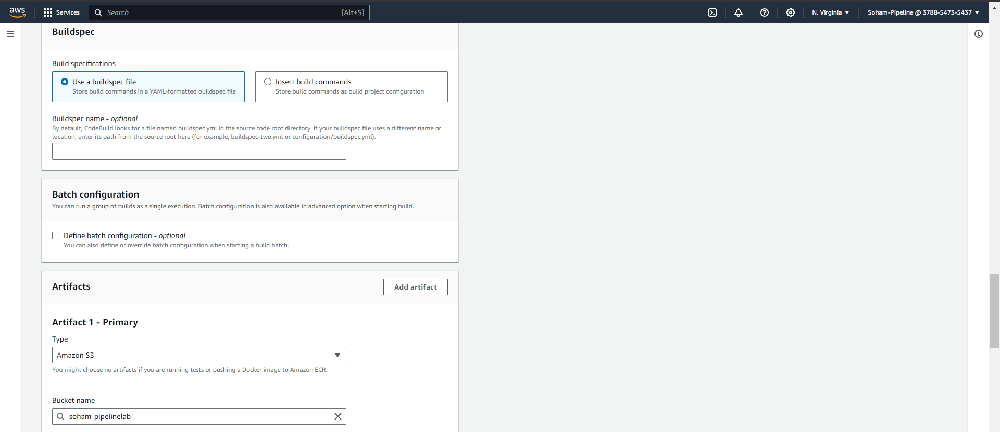 aws
Services
Search
[Alt+S]
N. Virginia
Soham-Pipeline @ 3788-5473-5437
Buildspec
Build specifications
Use a buildspec file
Store build commands in a YAML-formatted buildspec file
Insert build commands
Store build commands as build project configuration
Buildspec name - optional
By default, CodeBuild looks for a file named buildspec.yml in the source code root directory. If your buildspec file uses a different name or
location, enter its path from the source root here (for example, buildspec-two.yml or configuration/buildspec.yml).
Batch configuration
You can run a group of builds as a single execution. Batch configuration is also available in advanced option when starting build.
Define batch configuration - optional
You can also define or override batch configuration when starting a build batch.
Artifacts
Add artifact
Artifact 1 - Primary
Type
Amazon S3
You might choose no artifacts if you are running tests or pushing a Docker image to Amazon ECR.
Bucket name
soham-pipelinelab